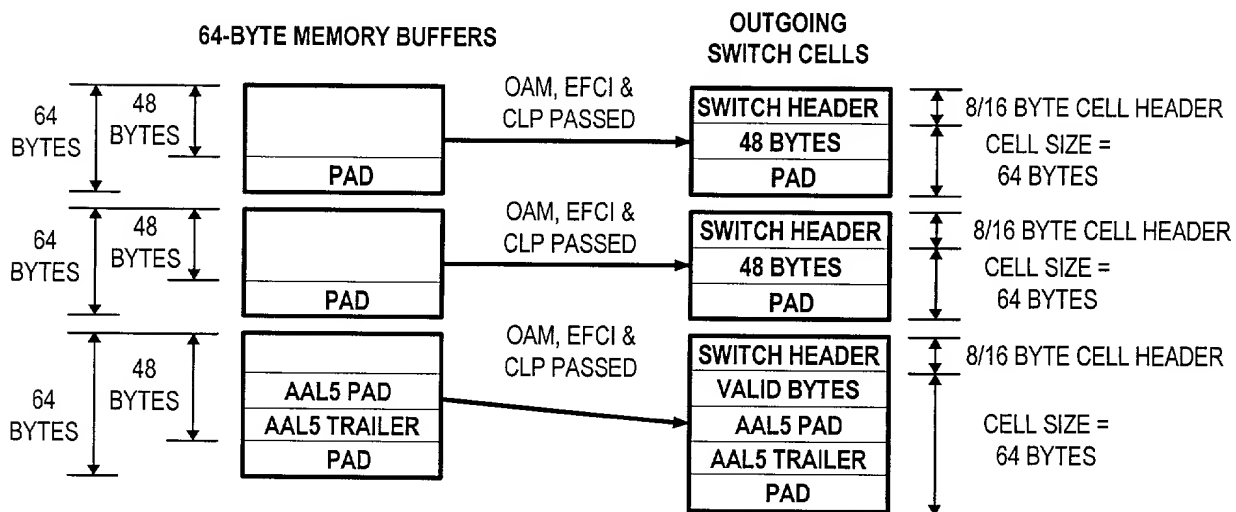 64-BYTE MEMORY BUFFERS
OUTGOING
SWITCH CELLS
64
BYTES
48
BYTES
PAD
OAM, EFCI &
CLP PASSED
SWITCH HEADER
48 BYTES
PAD
8/16 BYTE CELL HEADER
CELL SIZE =
64 BYTES
64
BYTES
48
BYTES
PAD
OAM, EFCI &
CLP PASSED
SWITCH HEADER
48 BYTES
PAD
8/16 BYTE CELL HEADER
CELL SIZE =
64 BYTES
64
BYTES
48
BYTES
AAL5 PAD
AAL5 TRAILER
PAD
OAM, EFCI &
CLP PASSED
SWITCH HEADER
VALID BYTES
AAL5 PAD
AAL5 TRAILER
PAD
8/16 BYTE CELL HEADER
CELL SIZE =
64 BYTES